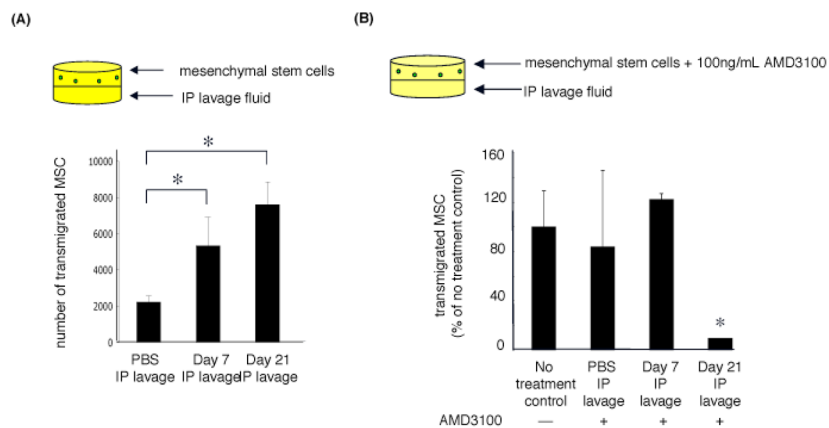 (A)
mesenchymal stem cells
IP lavage fluid
number of transmigrated MSC
10000
8000
6000
4000
2000
0
*
*
PBS
IP lavage
Day 7
IP lavage
Day 21
IP lavage
(B)
mesenchymal stem cells + 100ng/mL AMD3100
IP lavage fluid
transmigrated MSC
(% of no treatment control)
160
120
80
40
0
*
No
treatment
control
PBS
IP
lavage
Day 7
IP
lavage
Day 21
IP
lavage
AMD3100 — + + +